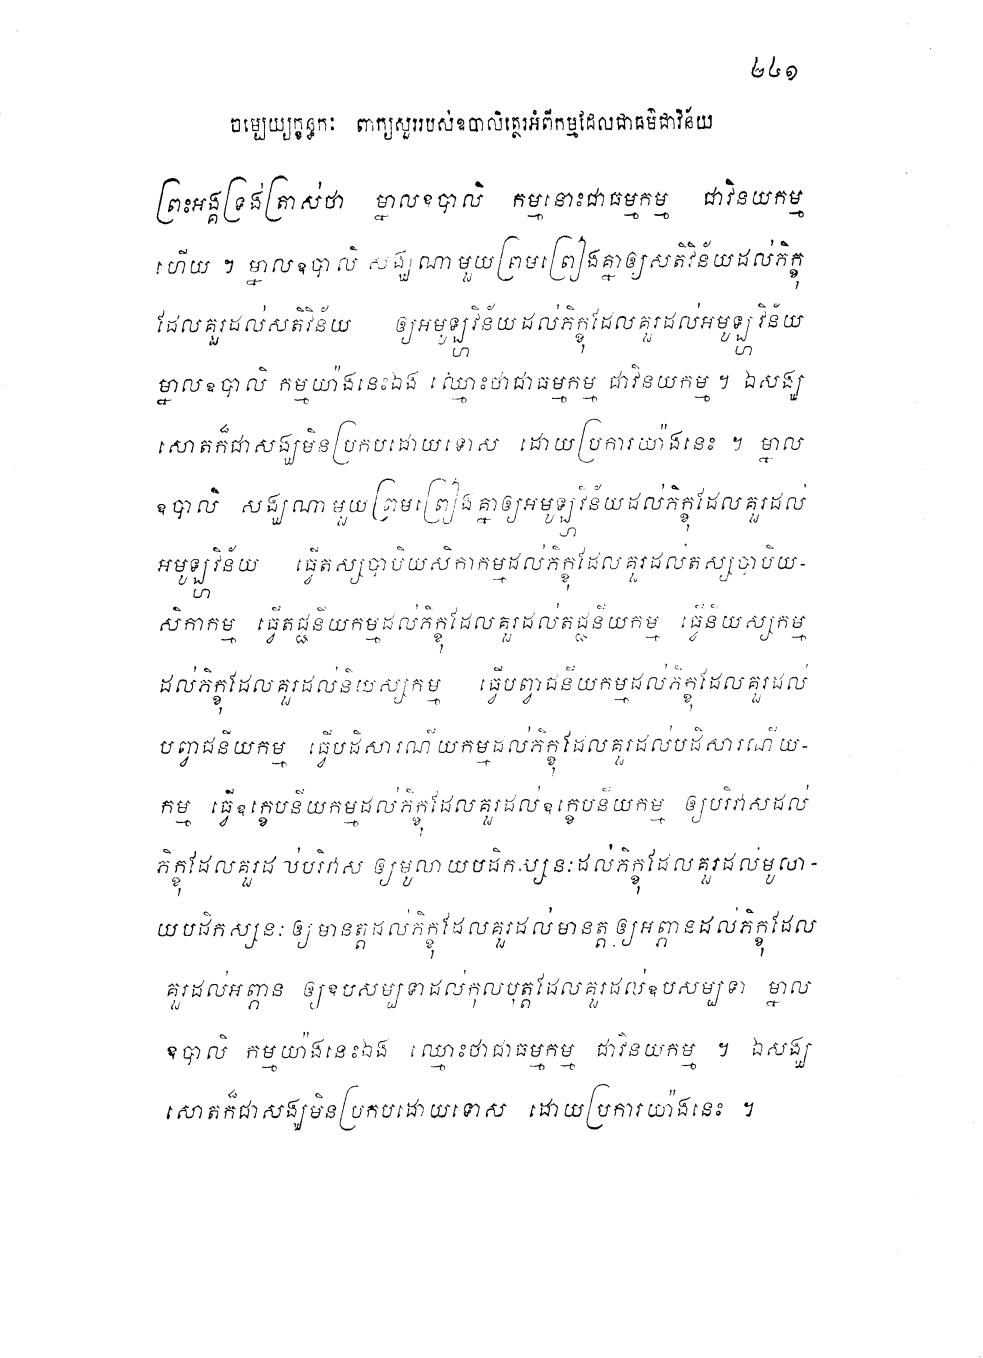 ២៤១
ចម្បេយ្យក្ខន្ធកៈ ពាក្យសួររបស់ឧបាលិត្ថេរអំពីកម្មដែលជាធម៌ជាវិន័យ
ព្រះអង្គទ្រង់ត្រាស់ថា ម្នាលឧបាលិ កម្មនោះជាធម្មកម្ម ជាវិនយកម្ម
ហើយ ។ ម្នាលឧបាលិ សង្ឃណាមួយព្រមព្រៀងគ្នាឲ្យសតិវិន័យដល់ភិក្ខុ
ដែលគួរដល់សតិវិន័យ ឲ្យអមូឡ្ហវិន័យដល់ភិក្ខុដែលគួរដល់អមូឡ្ហវិន័យ
ម្នាលឧបាលិ កម្មយ៉ាងនេះឯង ឈ្មោះថាជាធម្មកម្ម ជាវិនយកម្ម ។ ឯសង្ឃ
សោតក៏ជាសង្ឃមិនប្រកបដោយទោស ដោយប្រការយ៉ាងនេះ ។ ម្នាល
ឧបាលិ សង្ឃណាមួយព្រមព្រៀងគ្នាឲ្យអមូឡ្ហវិន័យដល់ភិក្ខុដែលគួរដល់
អមូឡ្ហវិន័យ ធ្វើតស្សបាបិយសិកាកម្មដល់ភិក្ខុដែលគួរដល់តស្សបាបិយ-
សិកាកម្ម ធ្វើតជ្ជនីយកម្មដល់ភិក្ខុដែលគួរដល់តជ្ជនីយកម្ម ធ្វើនិយស្សកម្ម
ដល់ភិក្ខុដែលគួរដល់និយស្សកម្ម ធ្វើបព្វាជនីយកម្មដល់ភិក្ខុដែលគួរដល់
បព្វាជនីយកម្ម ធ្វើបដិសារណីយកម្មដល់ភិក្ខុដែលគួរដល់បដិសារណីយ-
កម្ម ធ្វើឧក្ខេបនីយកម្មដល់ភិក្ខុដែលគួរដល់ឧក្ខេបនីយកម្ម ឲ្យបរិវាសដល់
ភិក្ខុដែលគួរដល់បរិវាស ឲ្យមូលាយបដិកស្សនៈដល់ភិក្ខុដែលគួរដល់មូលា-
យបដិកស្សនៈ ឲ្យមានត្តដល់ភិក្ខុដែលគួរដល់មានត្ត ឲ្យអព្ភានដល់ភិក្ខុដែល
គួរដល់អព្ភាន ឲ្យឧបសម្បទាដល់កុលបុត្តដែលគួរដល់ឧបសម្បទា ម្នាល
ឧបាលិ កម្មយ៉ាងនេះឯង ឈ្មោះថាជាធម្មកម្ម ជាវិនយកម្ម ។ ឯសង្ឃ
សោតក៏ជាសង្ឃមិនប្រកបដោយទោស ដោយប្រការយ៉ាងនេះ ។